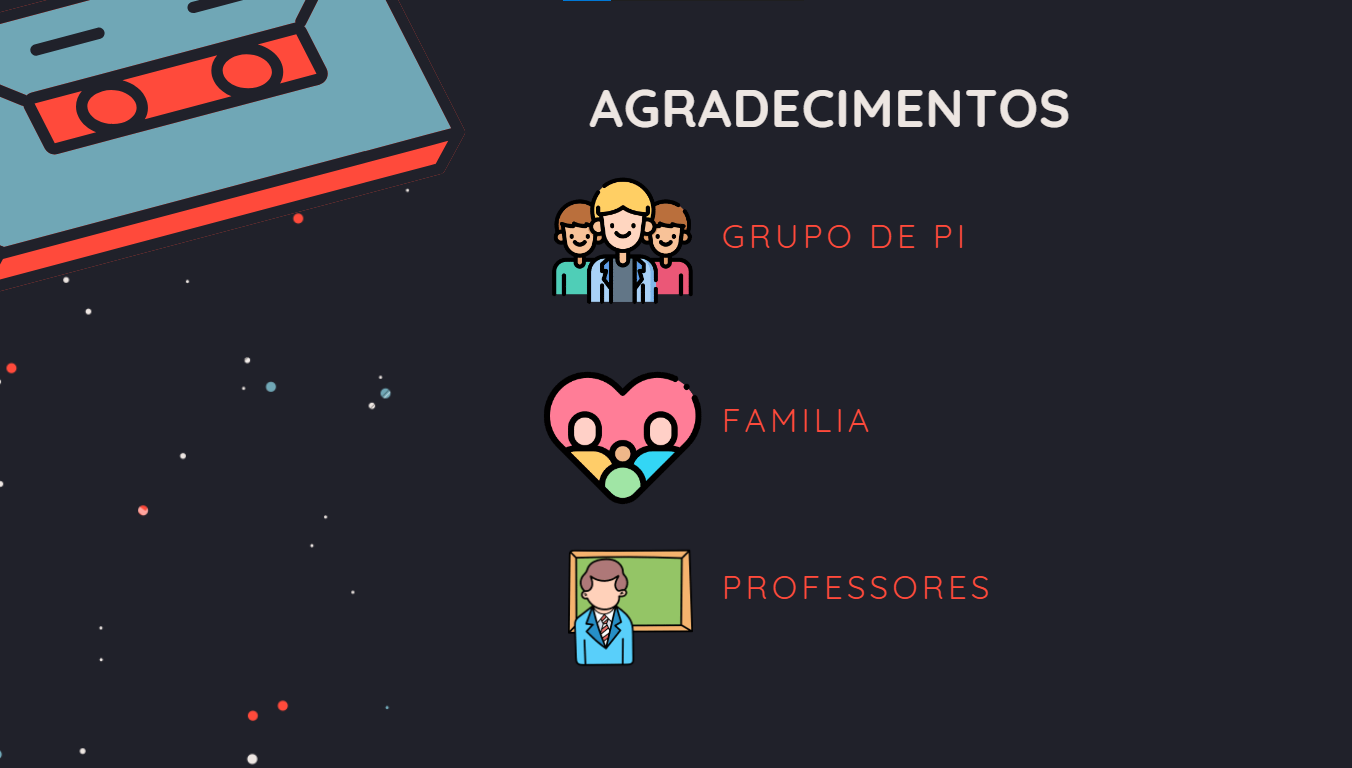 AGRADECIMENTOS
GRUPO DE PI
FAMILIA
PROFESSORES